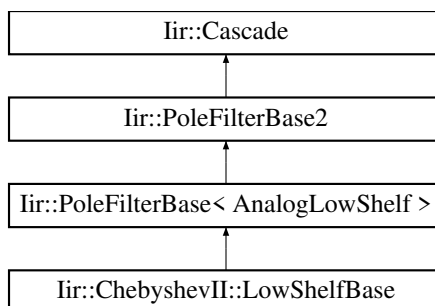 Iir::Cascade
Iir::PoleFilterBase2
Iir::PoleFilterBase< AnalogLowShelf >
Iir::ChebyshevII::LowShelfBase